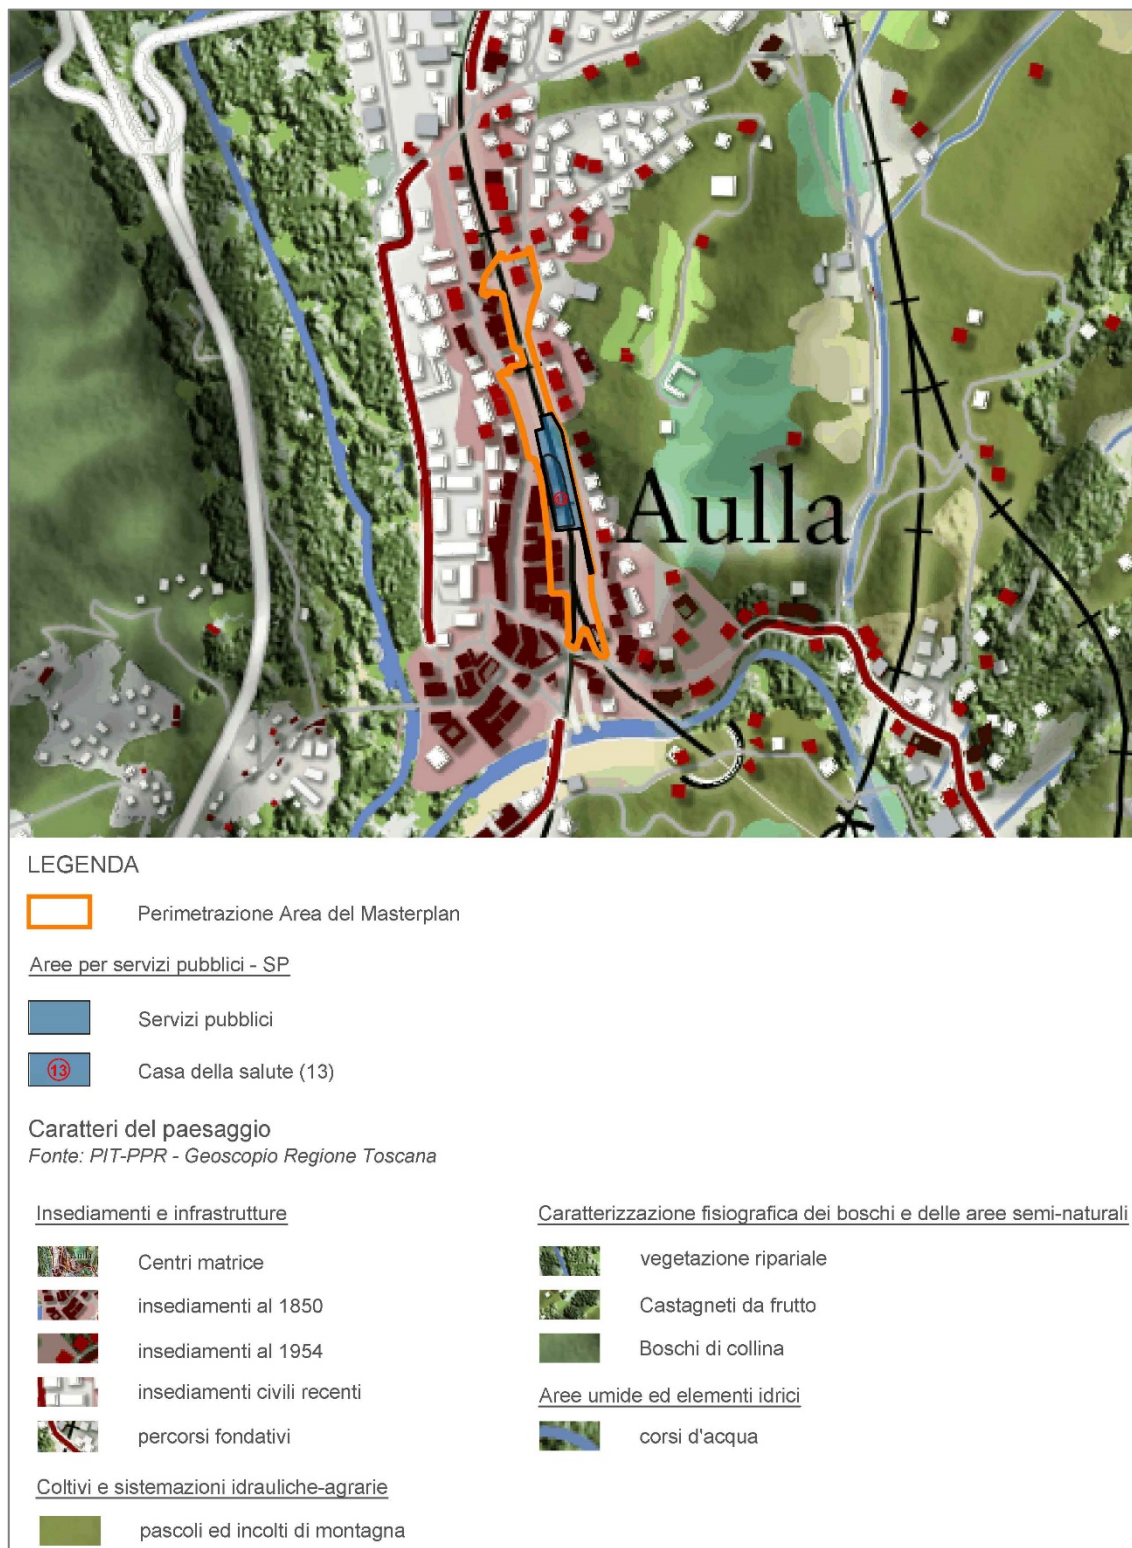 Aulla
13
LEGENDA
Perimetrazione Area del Masterplan
Aree per servizi pubblici - SP
Servizi pubblici
13
Casa della salute (13)
Caratteri del paesaggio
Fonte: PIT-PPR - Geoscopio Regione Toscana
Insediamenti e infrastrutture
Centri matrice
insediamenti al 1850
insediamenti al 1954
insediamenti civili recenti
percorsi fondativi
Coltivi e sistemazioni idrauliche-agrarie
pascoli ed incolti di montagna
Caratterizzazione fisiografica dei boschi e delle aree semi-naturali
vegetazione ripariale
Castagneti da frutto
Boschi di collina
Aree umide ed elementi idrici
corsi d'acqua